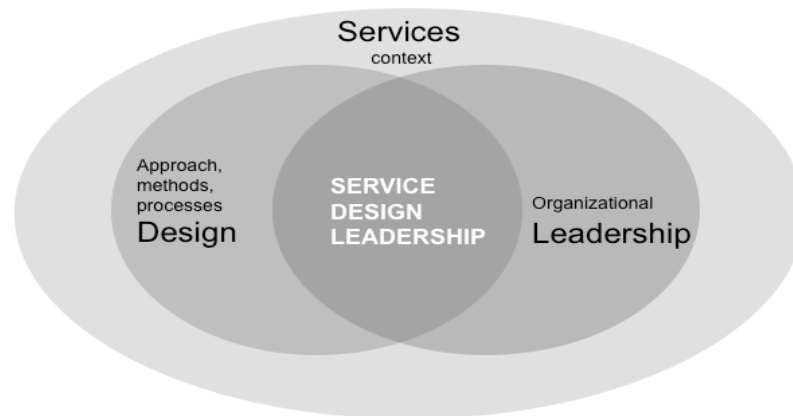 Services
context
Approach,
methods,
processes
Design
SERVICE
DESIGN
LEADERSHIP
Organizational
Leadership